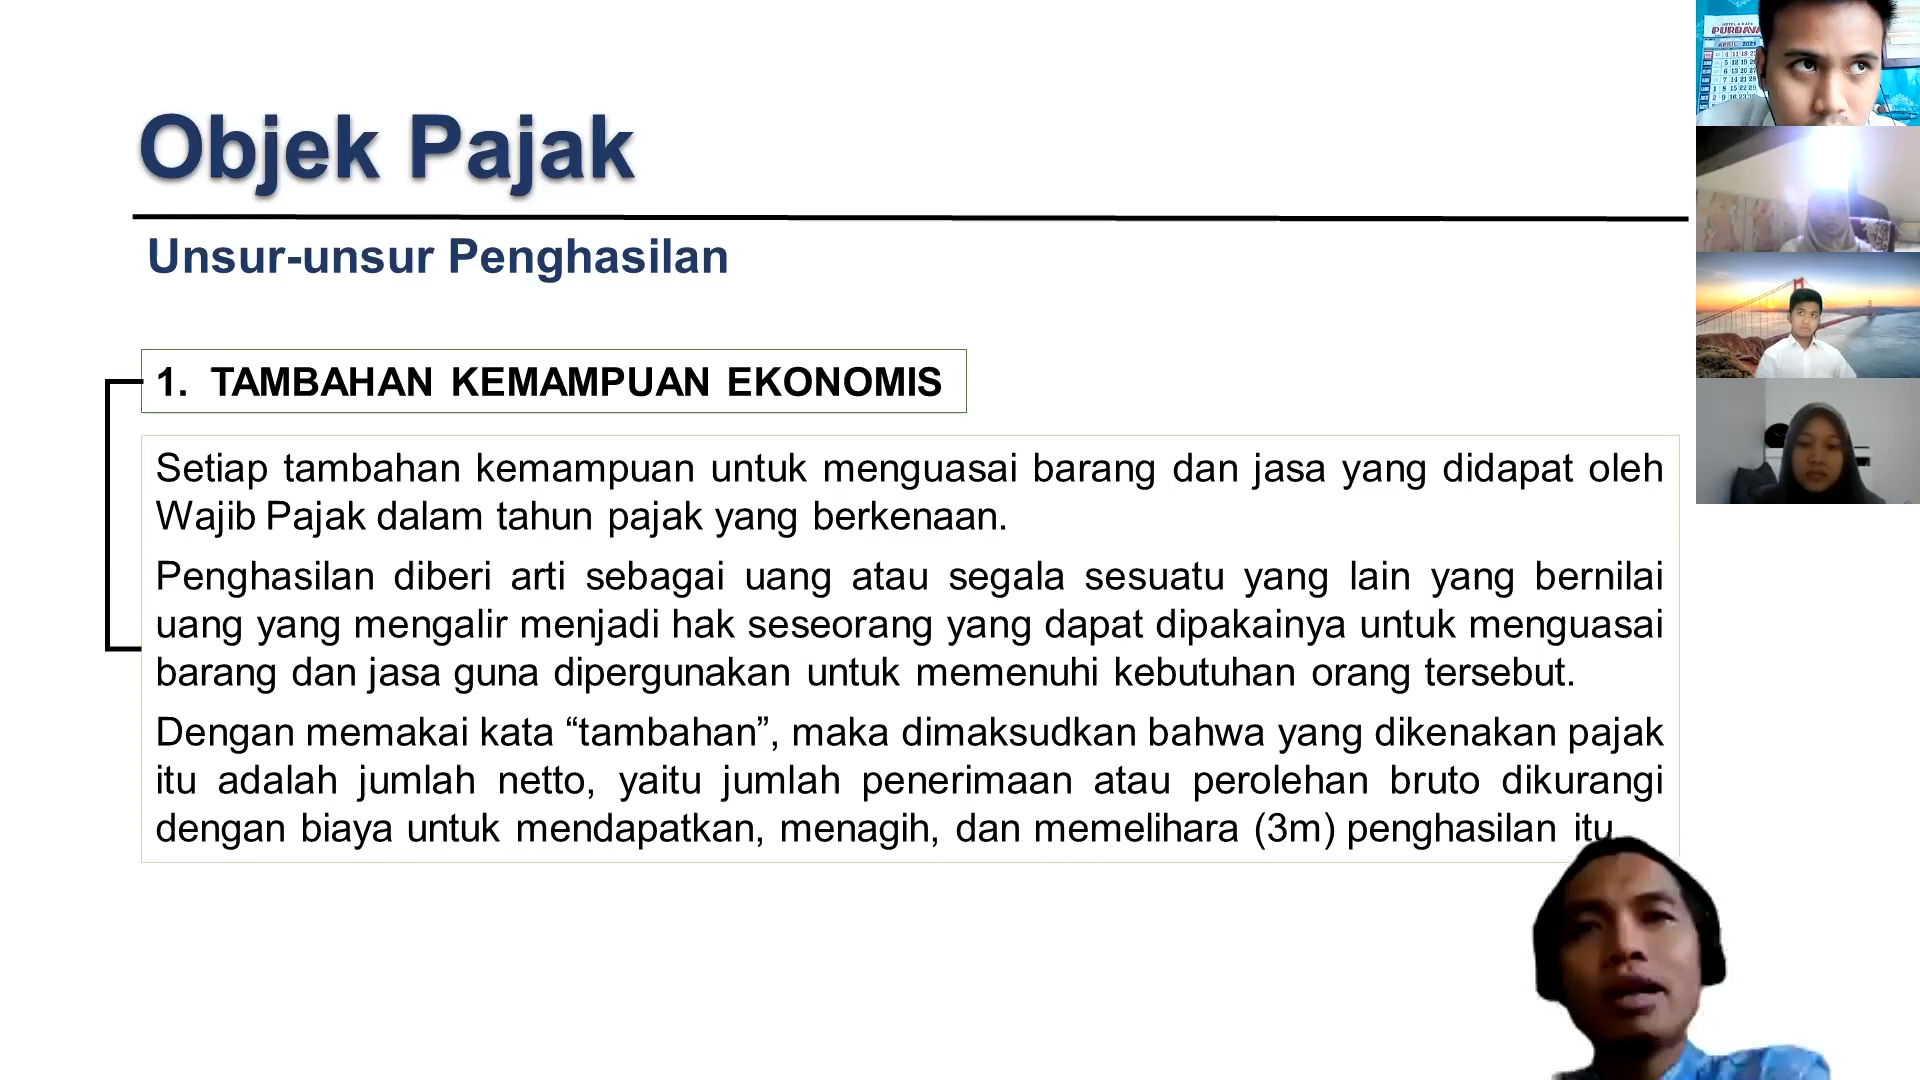 Objek Pajak
Unsur-unsur Penghasilan
1. TAMBAHAN KEMAMPUAN EKONOMIS
Setiap tambahan kemampuan untuk menguasai barang dan jasa yang didapat oleh
Wajib Pajak dalam tahun pajak yang berkenaan.
Penghasilan diberi arti sebagai uang atau segala sesuatu yang lain yang bernilai
uang yang mengalir menjadi hak seseorang yang dapat dipakainya untuk menguasai
barang dan jasa guna dipergunakan untuk memenuhi kebutuhan orang tersebut.
Dengan memakai kata “tambahan”, maka dimaksudkan bahwa yang dikenakan pajak
itu adalah jumlah netto, yaitu jumlah penerimaan atau perolehan bruto dikurangi
dengan biaya untuk mendapatkan, menagih, dan memelihara (3m) penghasilan itu
APRIL 2021